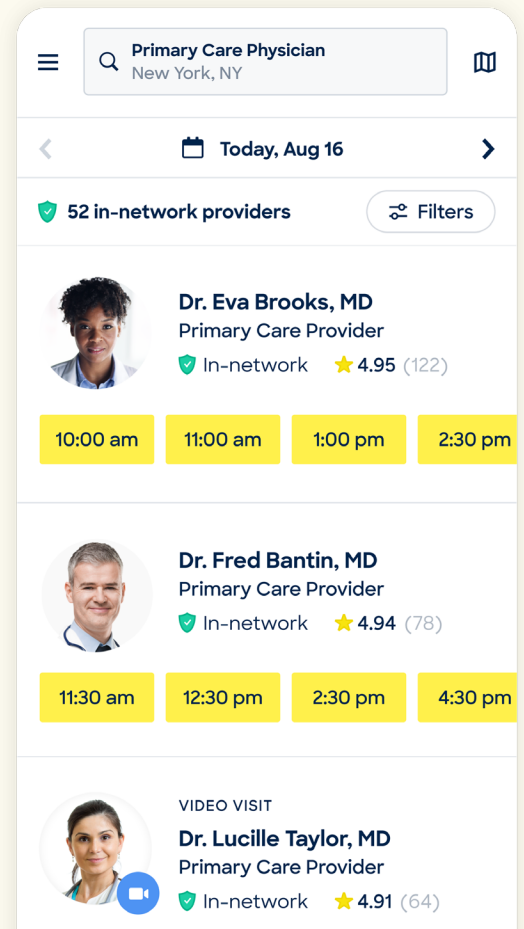 Primary Care Physician
New York, NY
Today, Aug 16
52 in-network providers
Filters
Dr. Eva Brooks, MD
Primary Care Provider
In-network 4.95 (122)
10:00 am 11:00 am 1:00 pm 2:30 pm
Dr. Fred Bantin, MD
Primary Care Provider
In-network 4.94 (78)
11:30 am 12:30 pm 2:30 pm 4:30 pm
VIDEO VISIT
Dr. Lucille Taylor, MD
Primary Care Provider
In-network 4.91 (64)